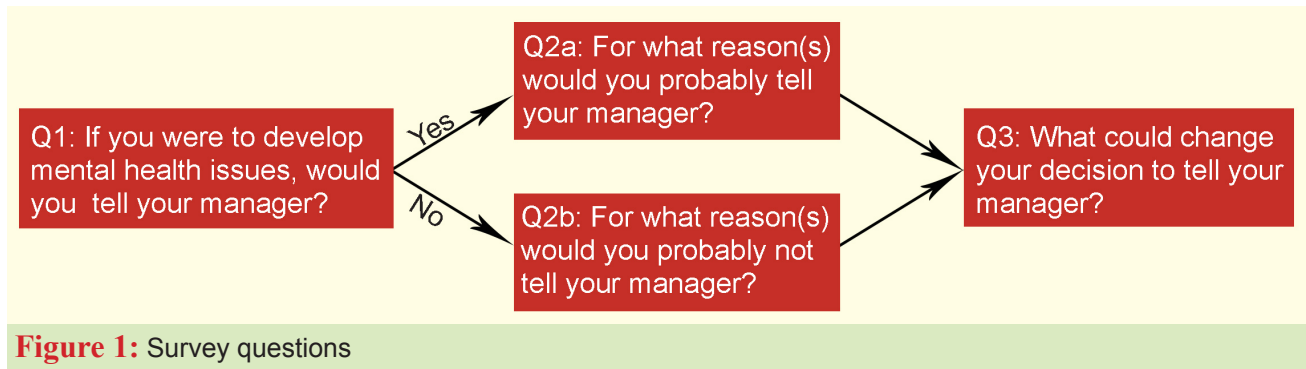 Q1: If you were to develop
mental health issues, would
you tell your manager?
Yes
No
Q2a: For what reason(s)
would you probably tell
your manager?
Q2b: For what reason(s)
would you probably not
tell your manager?
Q3: What could change
your decision to tell your
manager?
Figure 1: Survey questions